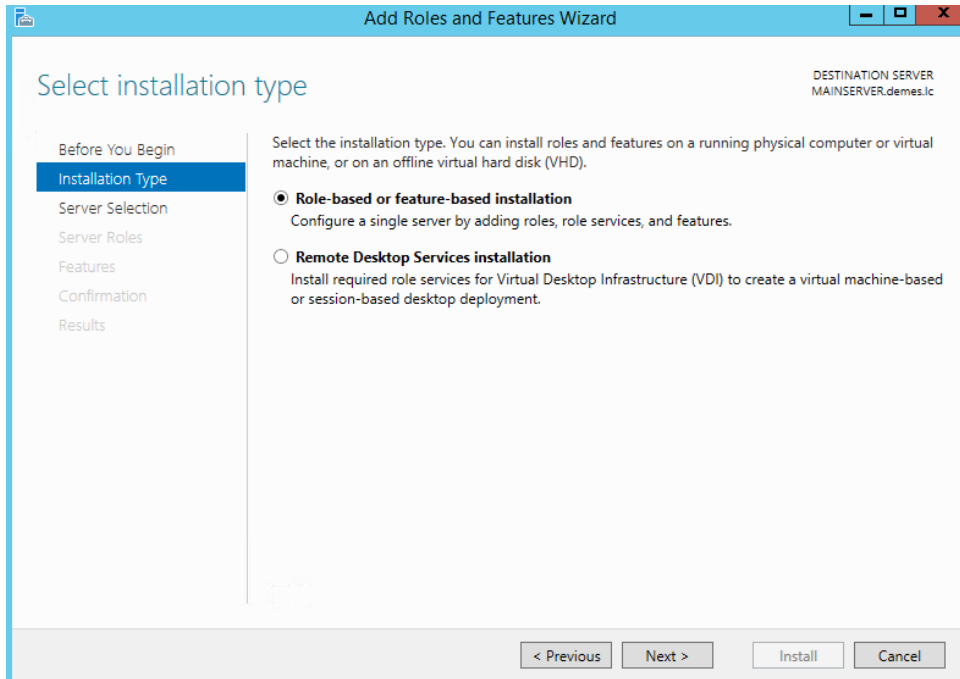 Add Roles and Features Wizard
Select installation type
DESTINATION SERVER
MAINSERVER.demes.lc
Before You Begin
Installation Type
Server Selection
Server Roles
Features
Confirmation
Results
Select the installation type. You can install roles and features on a running physical computer or virtual
machine, or on an offline virtual hard disk (VHD).
Role-based or feature-based installation
Configure a single server by adding roles, role services, and features.
Remote Desktop Services installation
Install required role services for Virtual Desktop Infrastructure (VDI) to create a virtual machine-based
or session-based desktop deployment.
< Previous
Next >
Install
Cancel